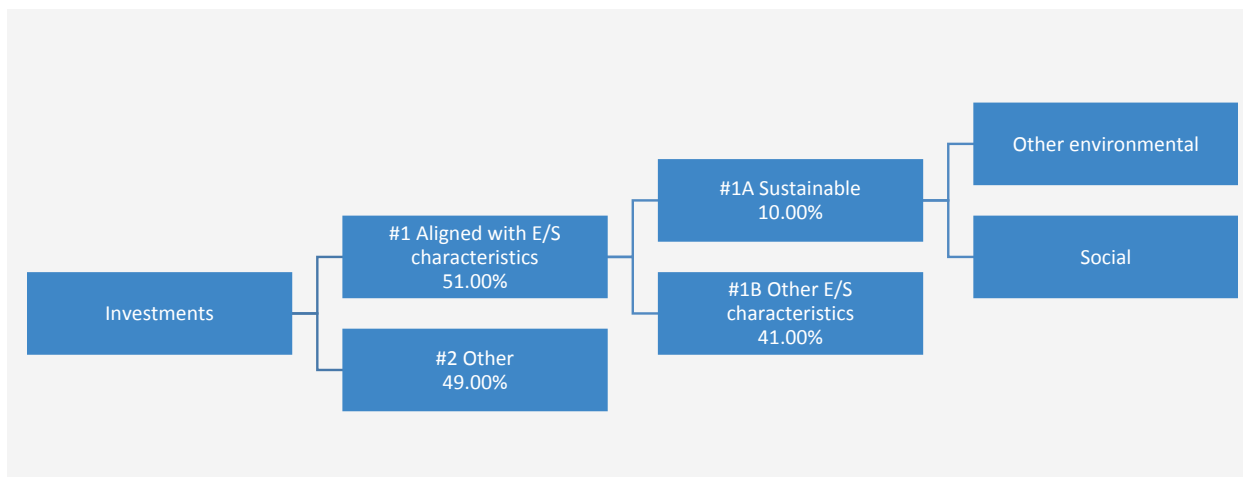 Investments
#1 Aligned with E/S
characteristics
51.00%
#2 Other
49.00%
#1A Sustainable
10.00%
#1B Other E/S
characteristics
41.00%
Other environmental
Social